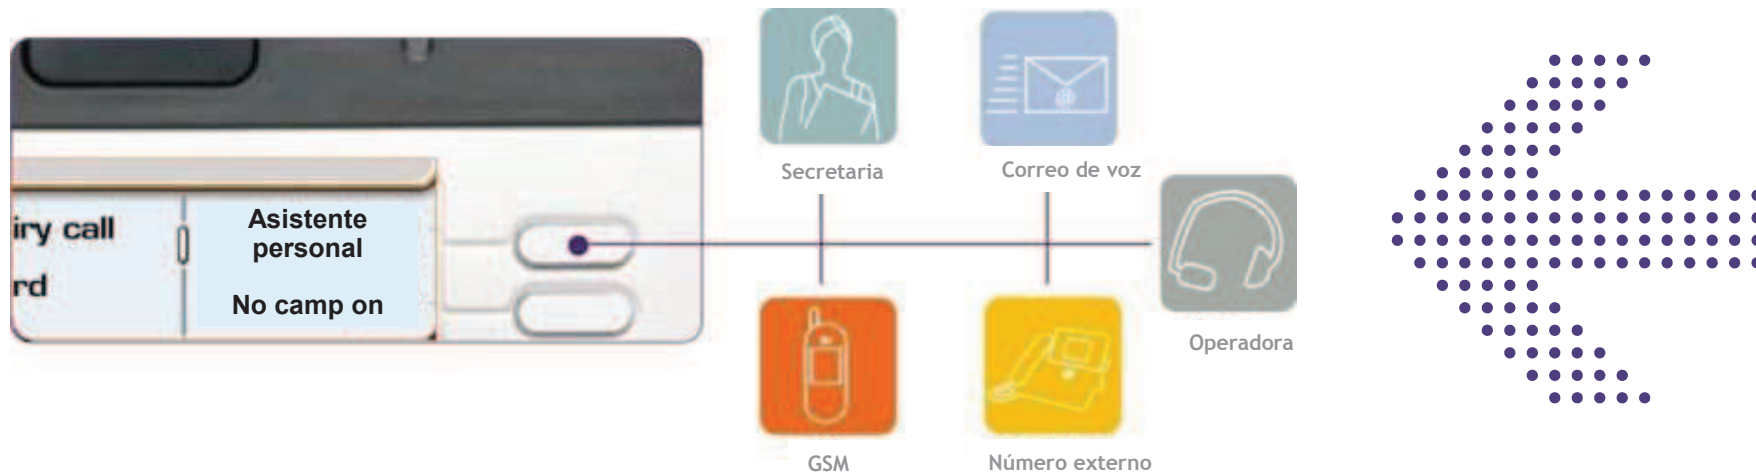 iry call
rd
Asistente
personal
No camp on
Secretaria
Correo de voz
Operadora
GSM
Número externo